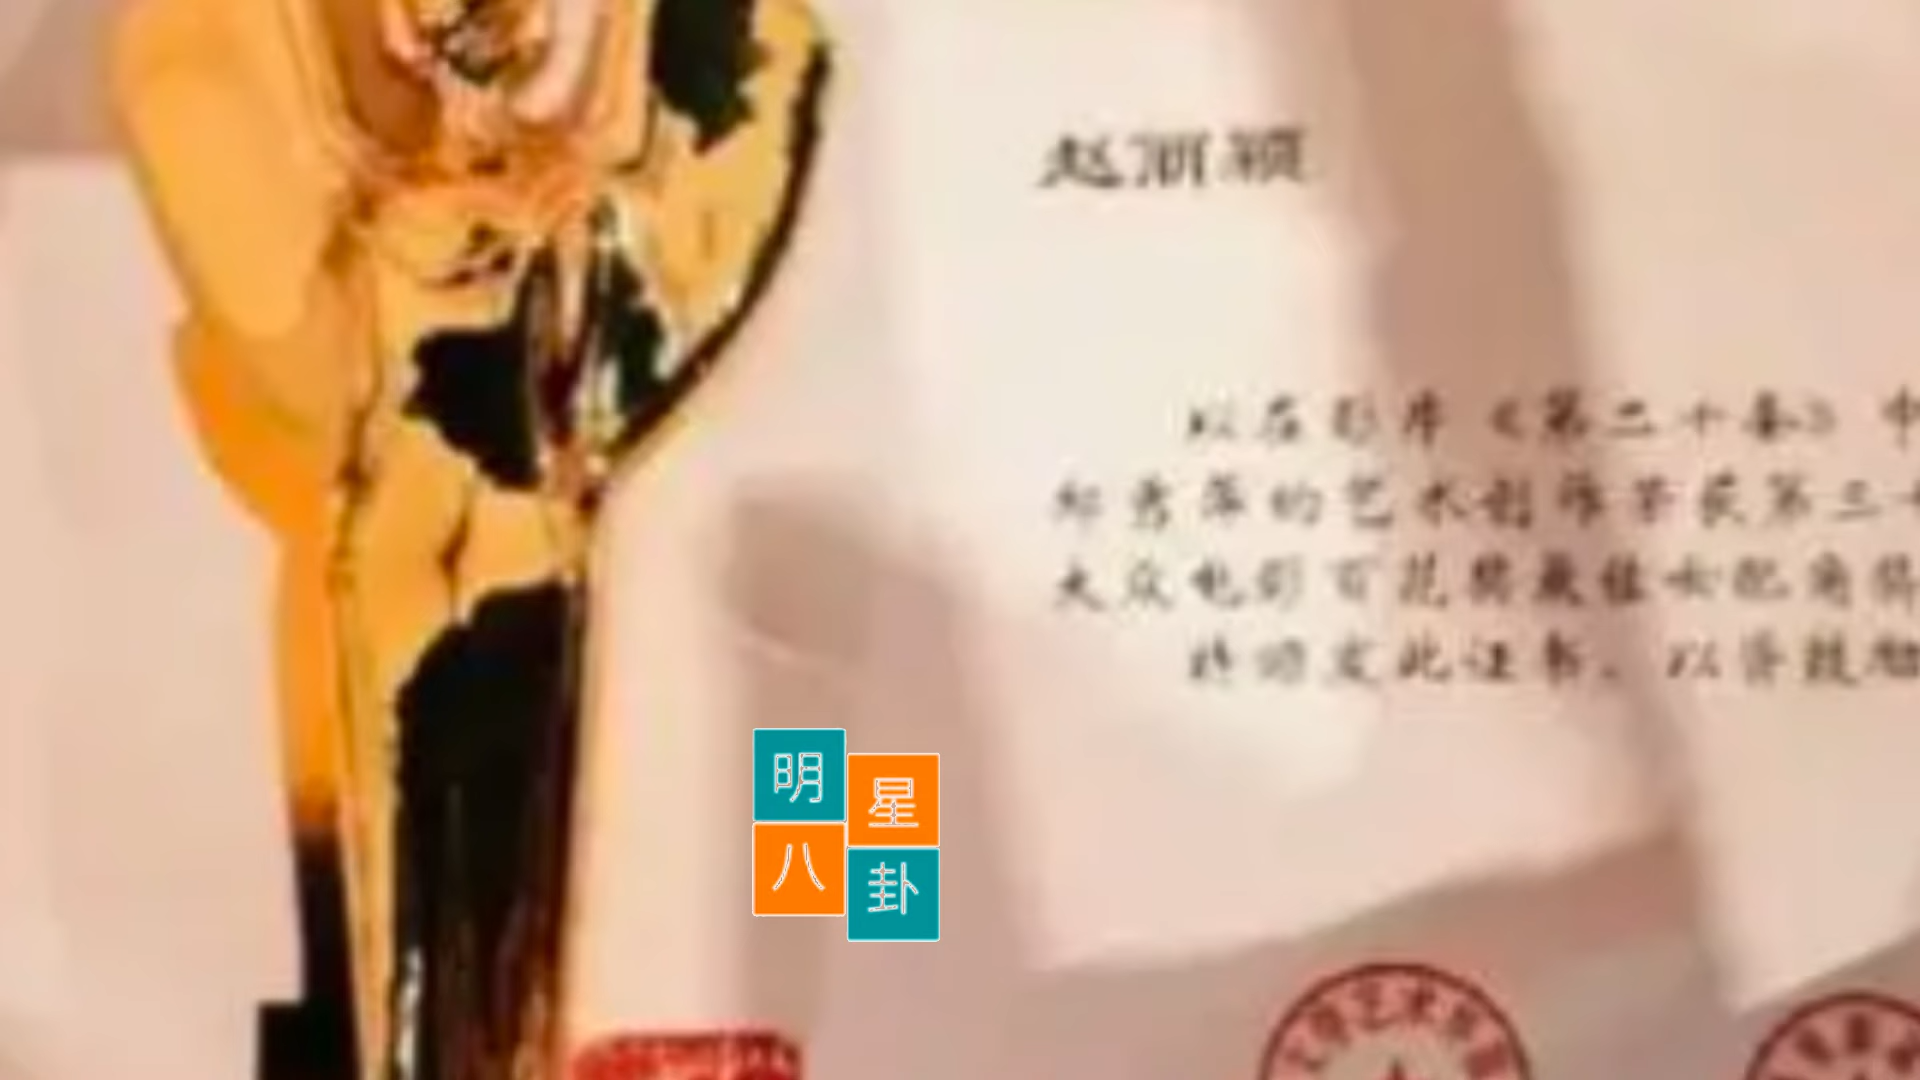 赵丽颖
以在影片《第二十条》中
郝秀萍的艺术创作荣获第三十
大众电影百花奖最佳女配角奖
特颁发此证书，以资鼓励
明星
八卦